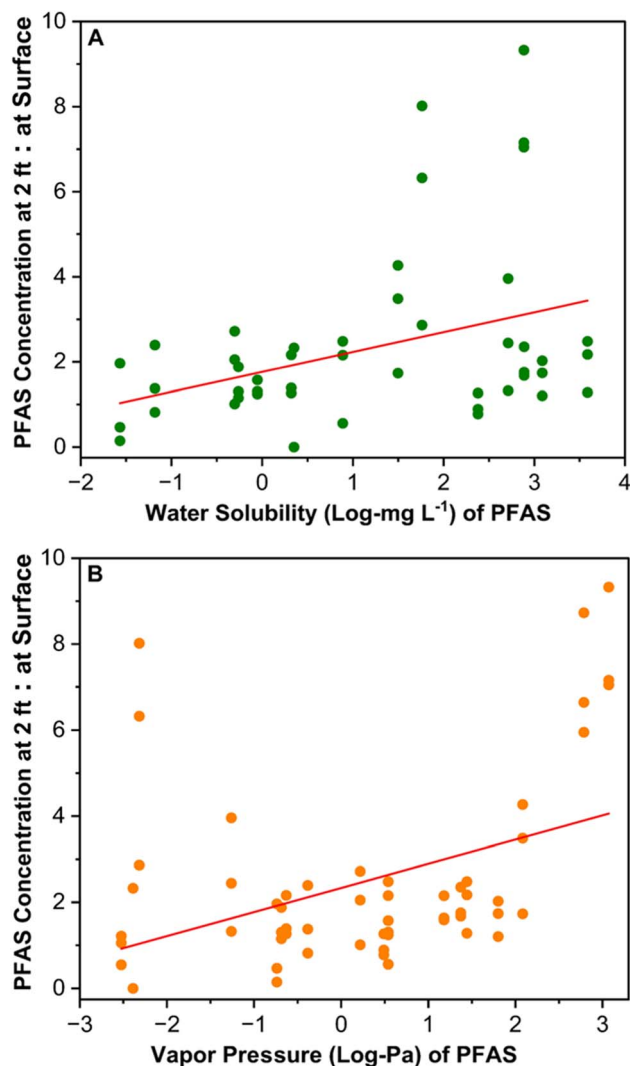 A
10
8
6
4
2
0
PFAS Concentration at 2 ft : at Surface
−2 −1 0 1 2 3 4
Water Solubility (Log-mg L⁻¹) of PFAS
B
10
8
6
4
2
0
PFAS Concentration at 2 ft : at Surface
−3 −2 −1 0 1 2 3
Vapor Pressure (Log-Pa) of PFAS